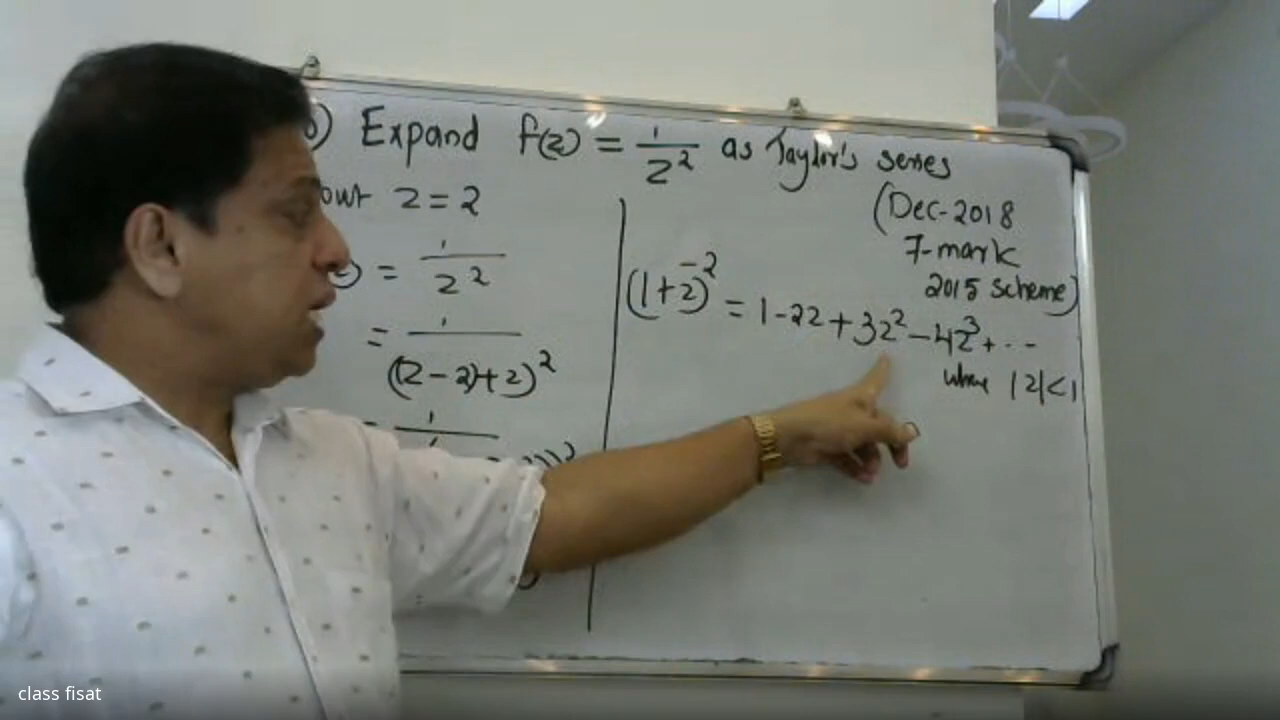 ) Expand f(z) = 1/z² as Taylor's series
out z = 2
(Dec-2018
7-mark
2015 scheme)
= 1/z²
= 1/((z-2)+2)²
(1+z)⁻² = 1-2z+3z²-4z³+...
where |z|<1
class fisat